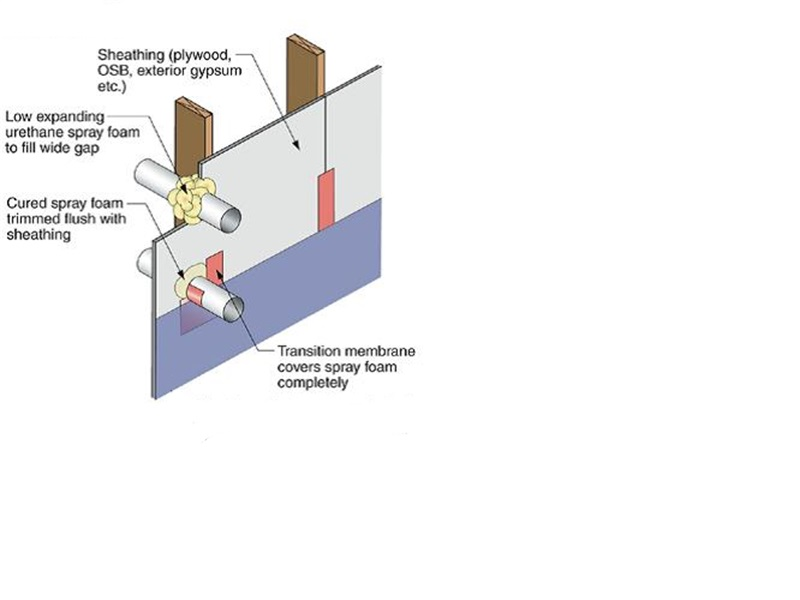 Sheathing (plywood,
OSB, exterior gypsum
etc.)
Low expanding
urethane spray foam
to fill wide gap
Cured spray foam
trimmed flush with
sheathing
Transition membrane
covers spray foam
completely